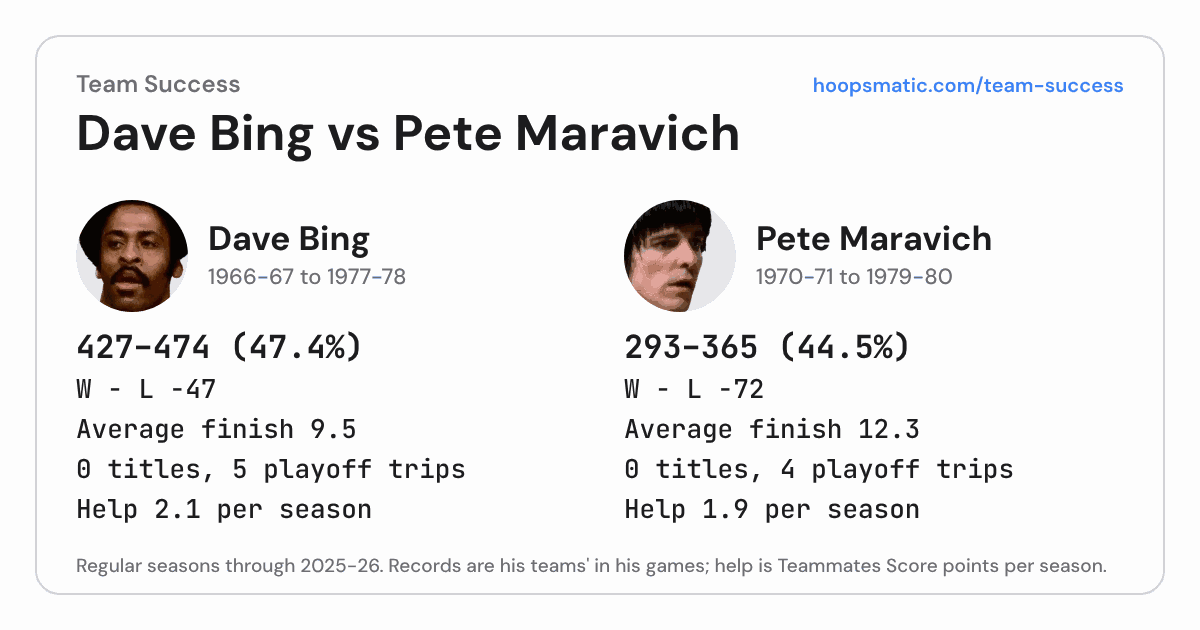 Team Success
hoopsmatic.com/team-success
Dave Bing vs Pete Maravich
Dave Bing
1966–67 to 1977–78
427–474 (47.4%)
W - L -47
Average finish 9.5
0 titles, 5 playoff trips
Help 2.1 per season
Pete Maravich
1970–71 to 1979–80
293–365 (44.5%)
W - L -72
Average finish 12.3
0 titles, 4 playoff trips
Help 1.9 per season
Regular seasons through 2025-26. Records are his teams' in his games; help is Teammates Score points per season.